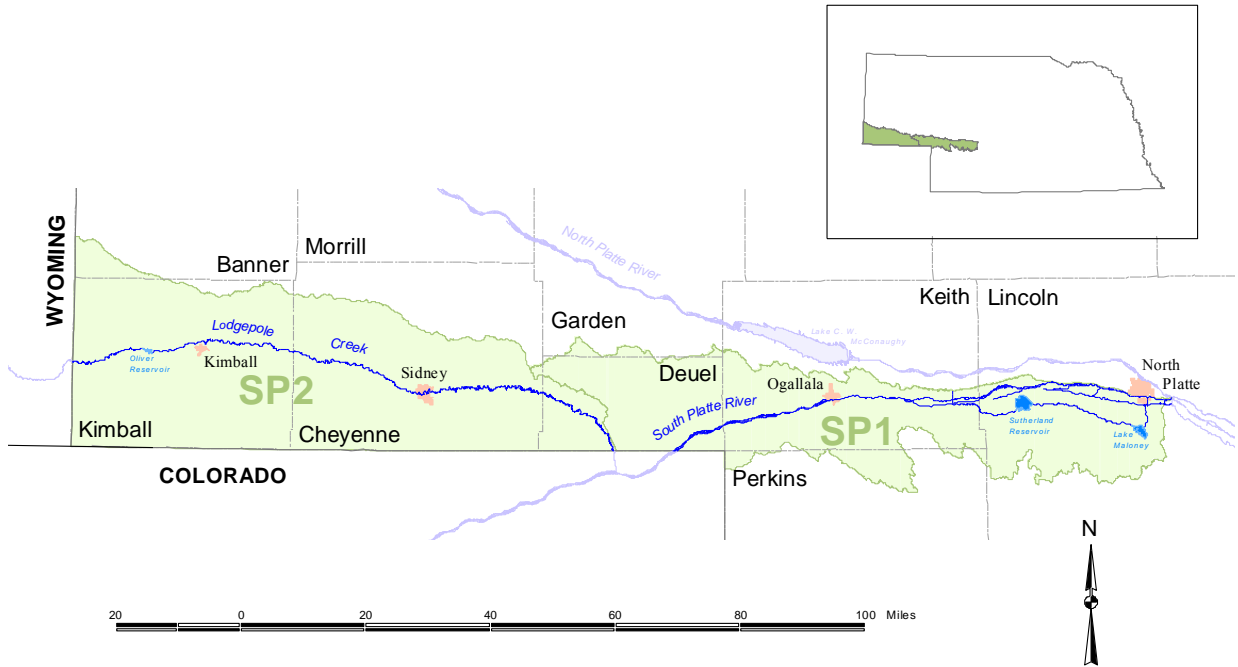 WYOMING
Morrill
Banner
North Platte River
Keith
Lincoln
Garden
Lake C. W.
McConaughy
Lodgepole
Creek
Oliver
Reservoir
Kimball
SP2
Sidney
Deuel
Ogallala
North
Platte
South Platte River
SP1
Sutherland
Reservoir
Lake
Maloney
Kimball
Cheyenne
COLORADO
Perkins
N
20 0 20 40 60 80 100 Miles